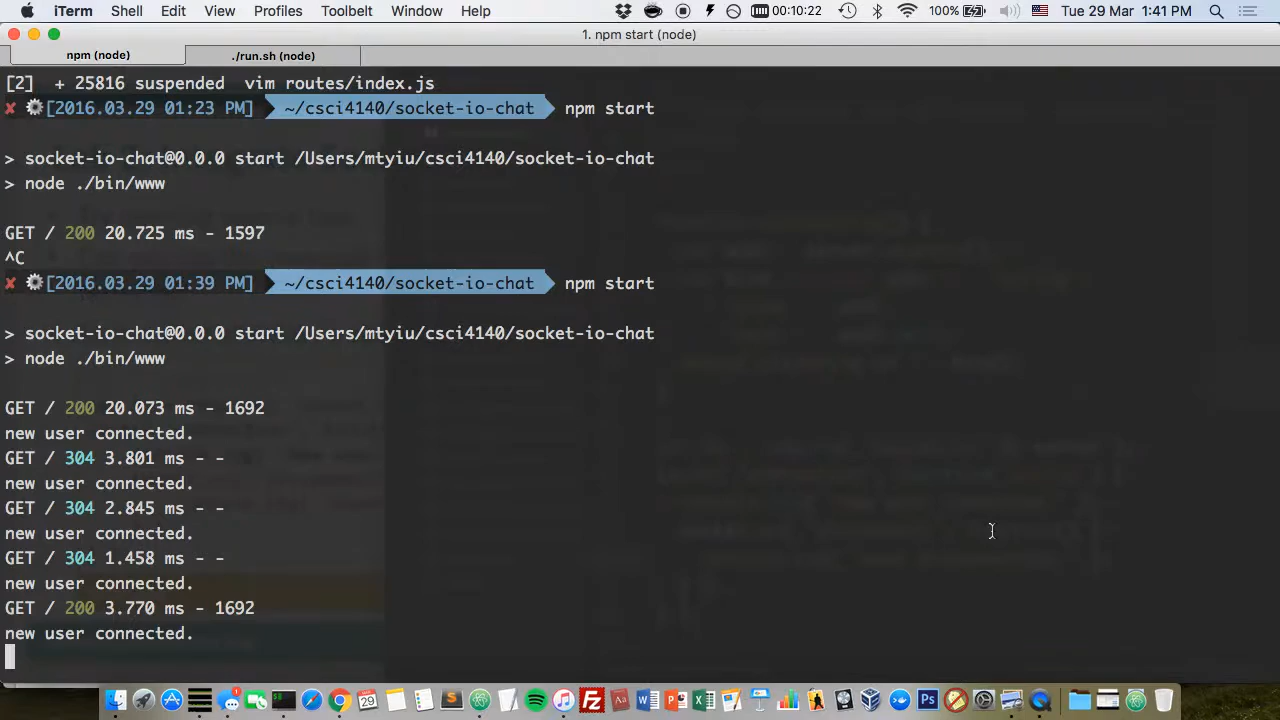 iTerm Shell Edit View Profiles Toolbelt Window Help 00:10:22 100% Tue 29 Mar 1:41 PM
1. npm start (node)
npm (node) ./run.sh (node)
[2] + 25816 suspended vim routes/index.js
✘ [2016.03.29 01:23 PM] ~/csci4140/socket-io-chat npm start
> socket-io-chat@0.0.0 start /Users/mtyiu/csci4140/socket-io-chat
> node ./bin/www
GET / 200 20.725 ms - 1597
^C
✘ [2016.03.29 01:39 PM] ~/csci4140/socket-io-chat npm start
> socket-io-chat@0.0.0 start /Users/mtyiu/csci4140/socket-io-chat
> node ./bin/www
GET / 200 20.073 ms - 1692
new user connected.
GET / 304 3.801 ms - -
new user connected.
GET / 304 2.845 ms - -
new user connected.
GET / 304 1.458 ms - -
new user connected.
GET / 200 3.770 ms - 1692
new user connected.